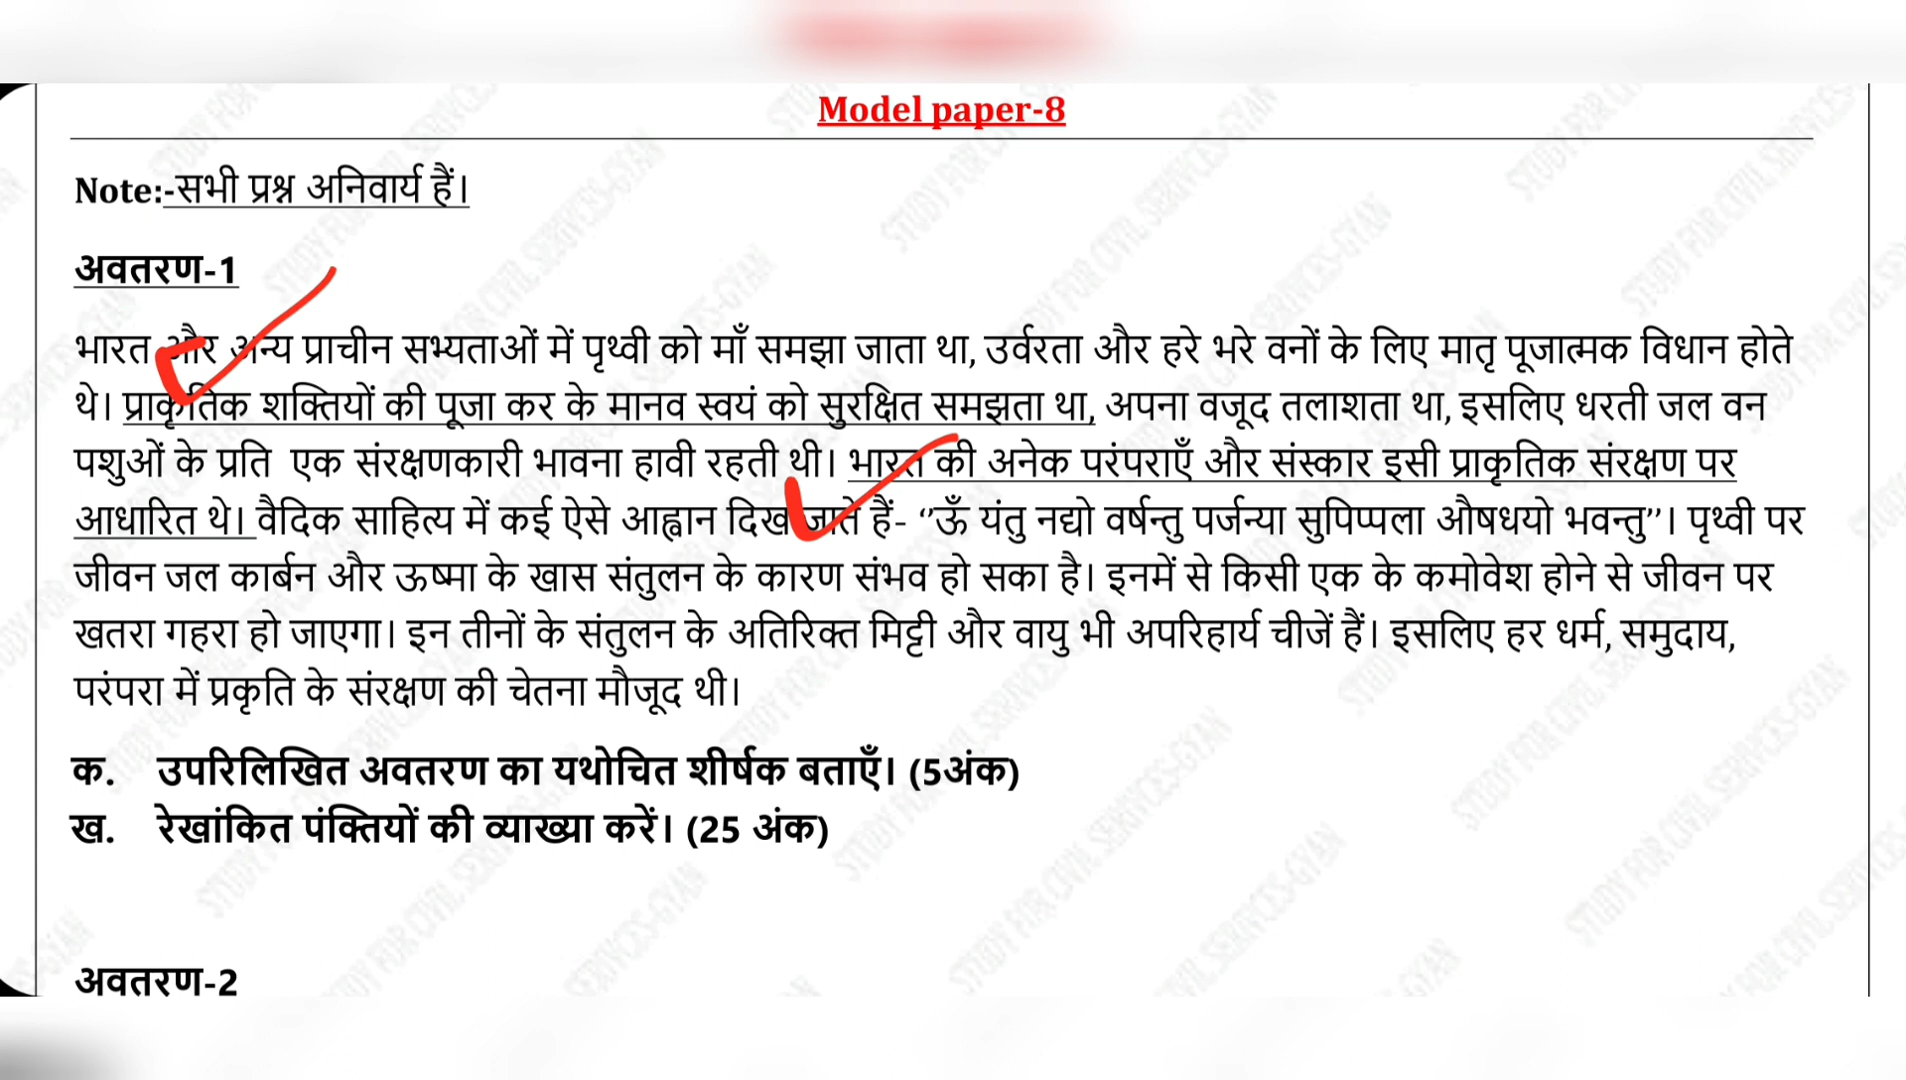 Model paper-8
Note:-सभी प्रश्न अनिवार्य हैं।
अवतरण-1
भारत और अन्य प्राचीन सभ्यताओं में पृथ्वी को माँ समझा जाता था, उर्वरता और हरे भरे वनों के लिए मातृ पूजात्मक विधान होते
थे। प्राकृतिक शक्तियों की पूजा कर के मानव स्वयं को सुरक्षित समझता था, अपना वजूद तलाशता था, इसलिए धरती जल वन
पशुओं के प्रति एक संरक्षणकारी भावना हावी रहती थी। भारत की अनेक परंपराएँ और संस्कार इसी प्राकृतिक संरक्षण पर
आधारित थे। वैदिक साहित्य में कई ऐसे आह्वान दिख जाते हैं- ‘’ऊँ यंतु नद्यो वर्षन्तु पर्जन्या सुपिप्पला औषधयो भवन्तु’’। पृथ्वी पर
जीवन जल कार्बन और ऊष्मा के खास संतुलन के कारण संभव हो सका है। इनमें से किसी एक के कमोवेश होने से जीवन पर
खतरा गहरा हो जाएगा। इन तीनों के संतुलन के अतिरिक्त मिट्टी और वायु भी अपरिहार्य चीजें हैं। इसलिए हर धर्म, समुदाय,
परंपरा में प्रकृति के संरक्षण की चेतना मौजूद थी।
क. उपरिलिखित अवतरण का यथोचित शीर्षक बताएँ। (5अंक)
ख. रेखांकित पंक्तियों की व्याख्या करें। (25 अंक)
अवतरण-2
STUDY FOR CIVIL SERVICES-GYAN